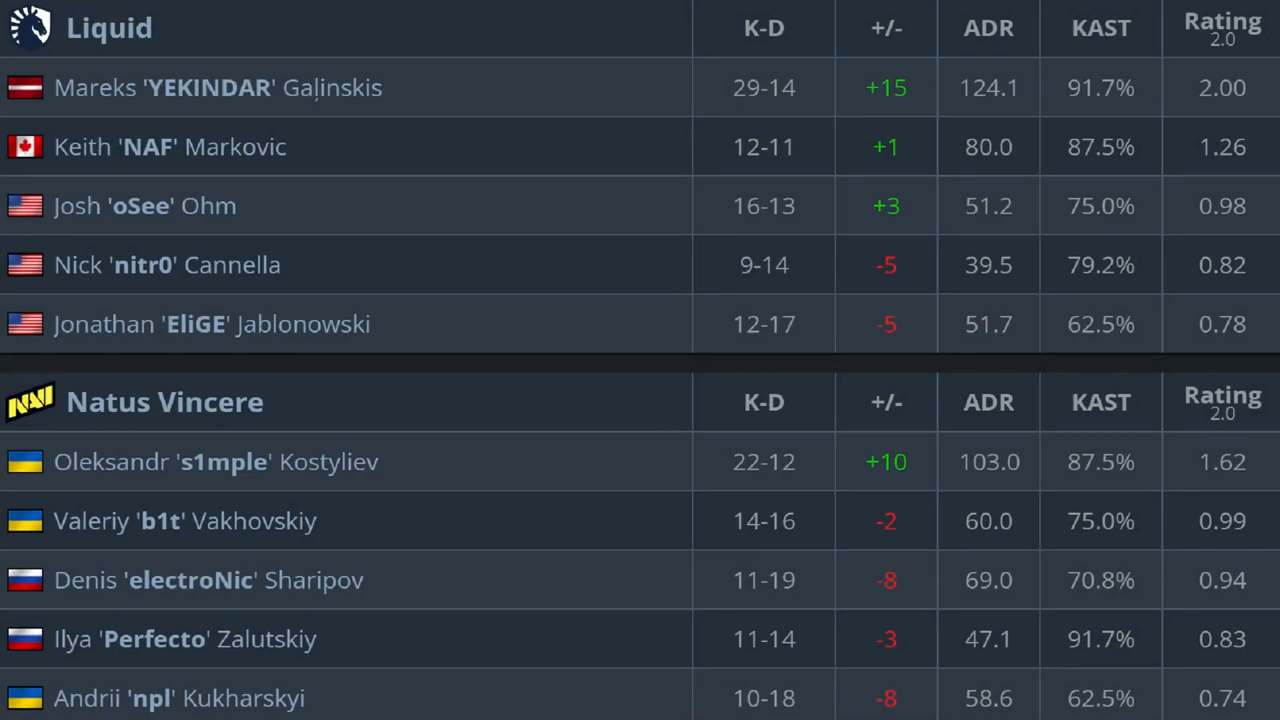 Liquid K-D +/- ADR KAST Rating 2.0
Mareks 'YEKINDAR' Gaļinskis 29-14 +15 124.1 91.7% 2.00
Keith 'NAF' Markovic 12-11 +1 80.0 87.5% 1.26
Josh 'oSee' Ohm 16-13 +3 51.2 75.0% 0.98
Nick 'nitr0' Cannella 9-14 -5 39.5 79.2% 0.82
Jonathan 'EliGE' Jablonowski 12-17 -5 51.7 62.5% 0.78
NAVI Natus Vincere K-D +/- ADR KAST Rating 2.0
Oleksandr 's1mple' Kostyliev 22-12 +10 103.0 87.5% 1.62
Valeriy 'b1t' Vakhovskiy 14-16 -2 60.0 75.0% 0.99
Denis 'electroNic' Sharipov 11-19 -8 69.0 70.8% 0.94
Ilya 'Perfecto' Zalutskiy 11-14 -3 47.1 91.7% 0.83
Andrii 'npl' Kukharskyi 10-18 -8 58.6 62.5% 0.74